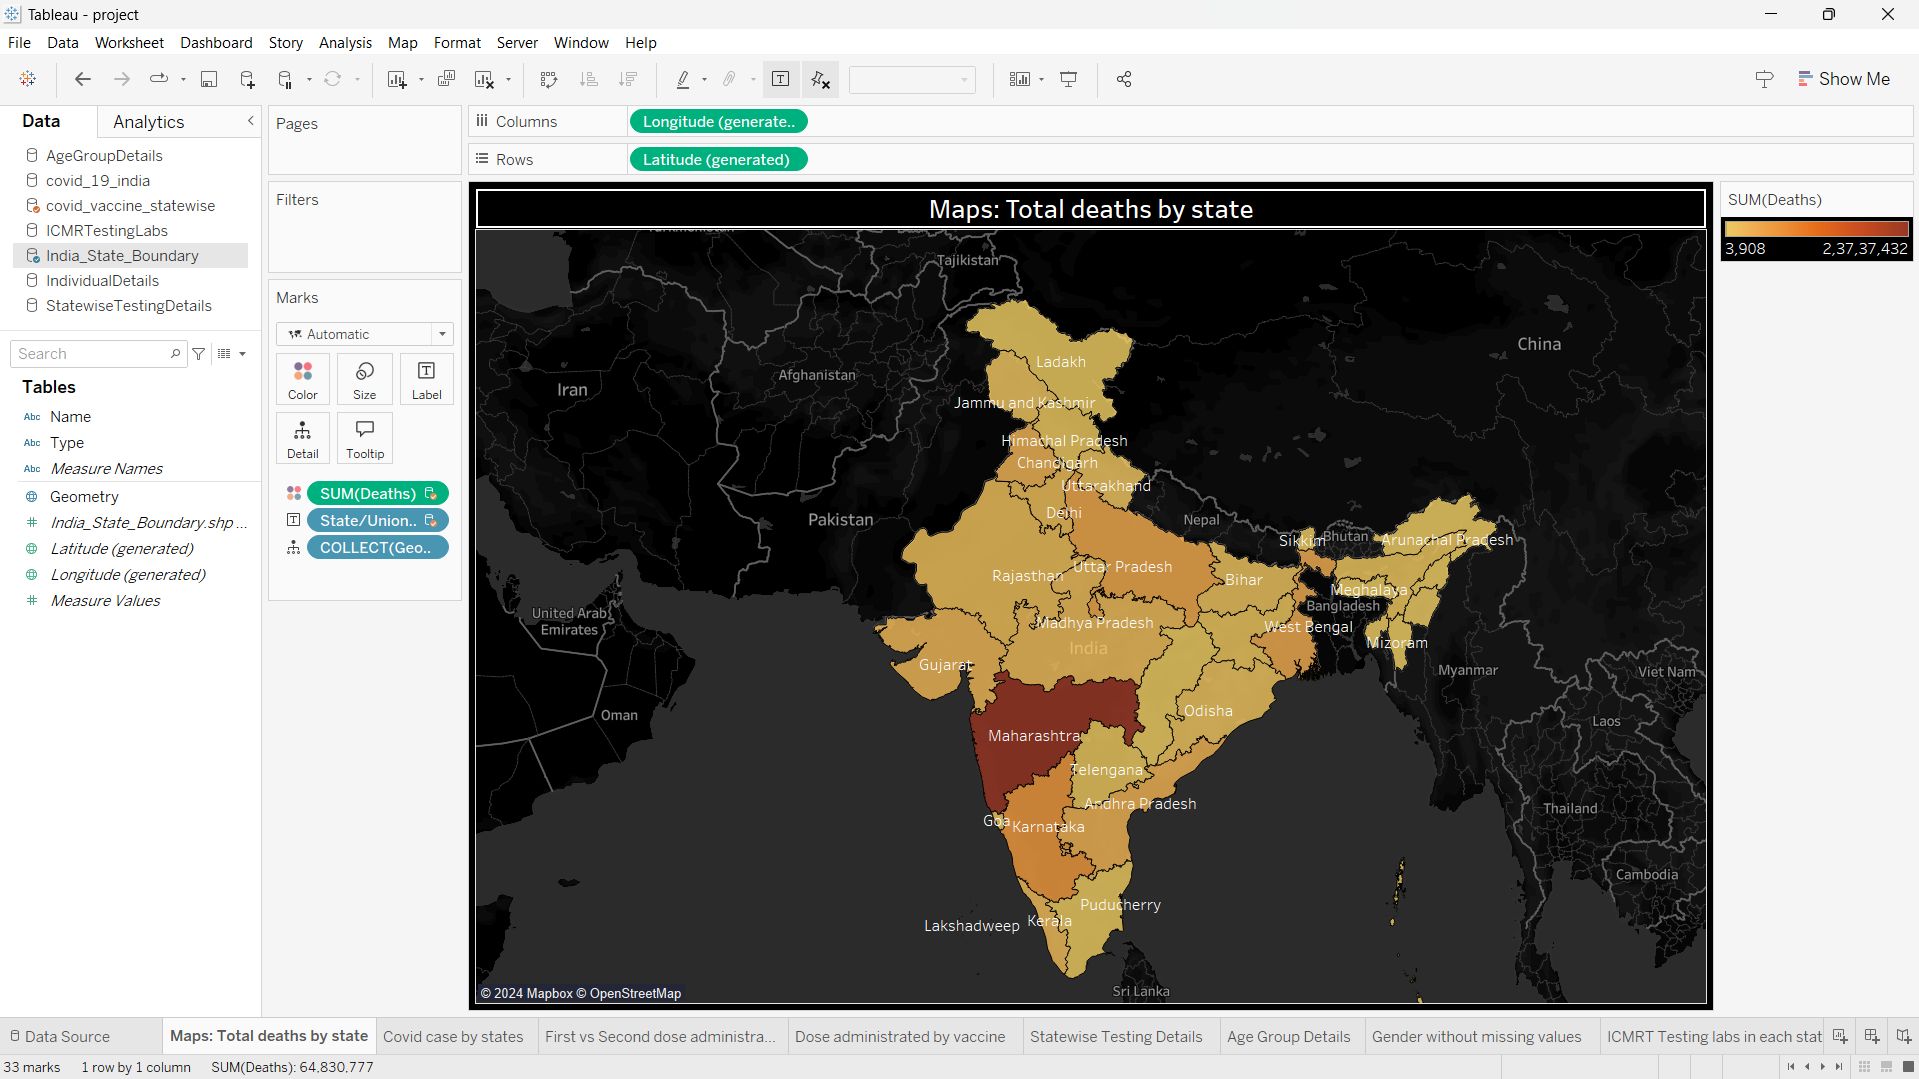 Tableau - project
File Data Worksheet Dashboard Story Analysis Map Format Server Window Help
Show Me
Data Analytics
AgeGroupDetails
covid_19_india
covid_vaccine_statewise
ICMRTestingLabs
India_State_Boundary
IndividualDetails
StatewiseTestingDetails
Search
Tables
Abc Name
Abc Type
Abc Measure Names
Geometry
India_State_Boundary.shp ...
Latitude (generated)
Longitude (generated)
Measure Values
Pages
Filters
Marks
Automatic
Color Size Label
Detail Tooltip
SUM(Deaths)
State/Union..
COLLECT(Geo..
Columns Longitude (generate..
Rows Latitude (generated)
Maps: Total deaths by state
Tajikistan
China
Ladakh
Afghanistan
Iran
Jammu and Kashmir
Himachal Pradesh
Chandigarh
Uttarakhand
Delhi
Pakistan
Nepal
Sikkim
Bhutan
Arunachal Pradesh
Uttar Pradesh
Rajasthan
Bihar
Meghalaya
Bangladesh
United Arab
Emirates
Madhya Pradesh
West Bengal
India
Mizoram
Gujarat
Myanmar
Viet Nam
Odisha
Oman
Laos
Maharashtra
Telengana
Andhra Pradesh
Thailand
Goa
Karnataka
Cambodia
Puducherry
Lakshadweep
Kerala
Sri Lanka
© 2024 Mapbox © OpenStreetMap
SUM(Deaths)
3,908 2,37,37,432
Data Source Maps: Total deaths by state Covid case by states First vs Second dose administra... Dose administrated by vaccine Statewise Testing Details Age Group Details Gender without missing values ICMRT Testing labs in each stat
33 marks 1 row by 1 column SUM(Deaths): 64,830,777